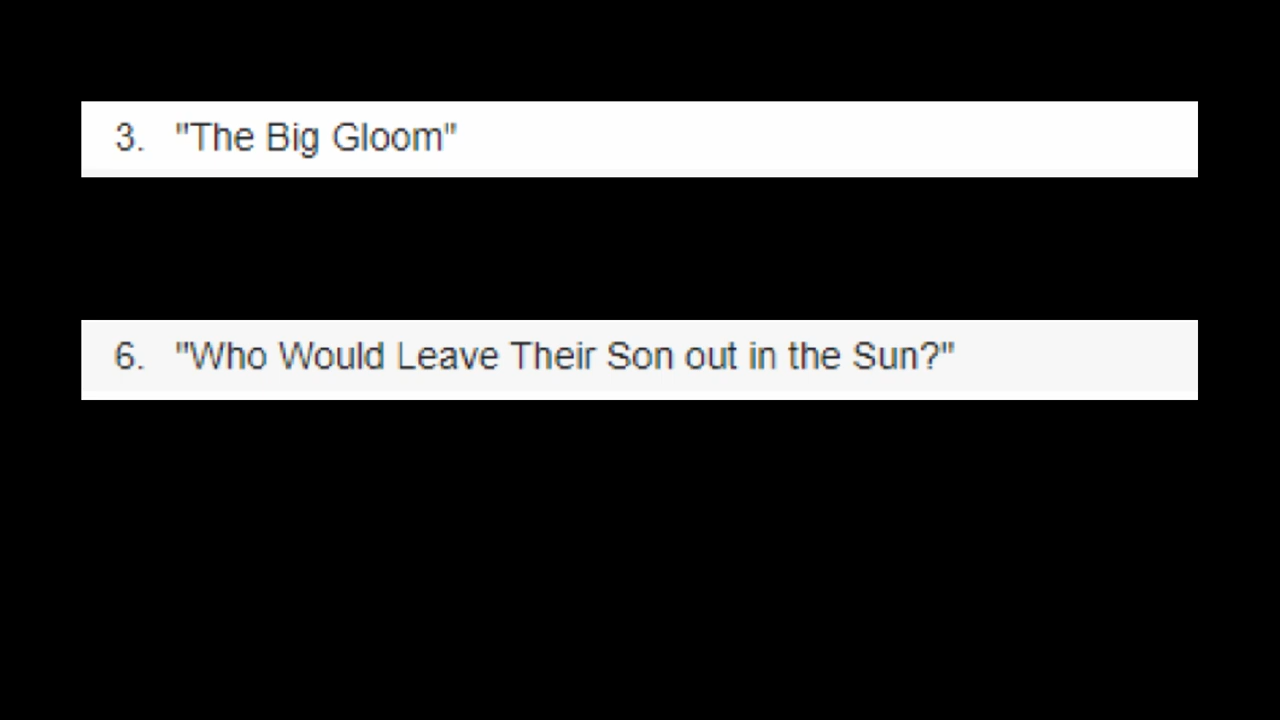 3. "The Big Gloom"
6. "Who Would Leave Their Son out in the Sun?"